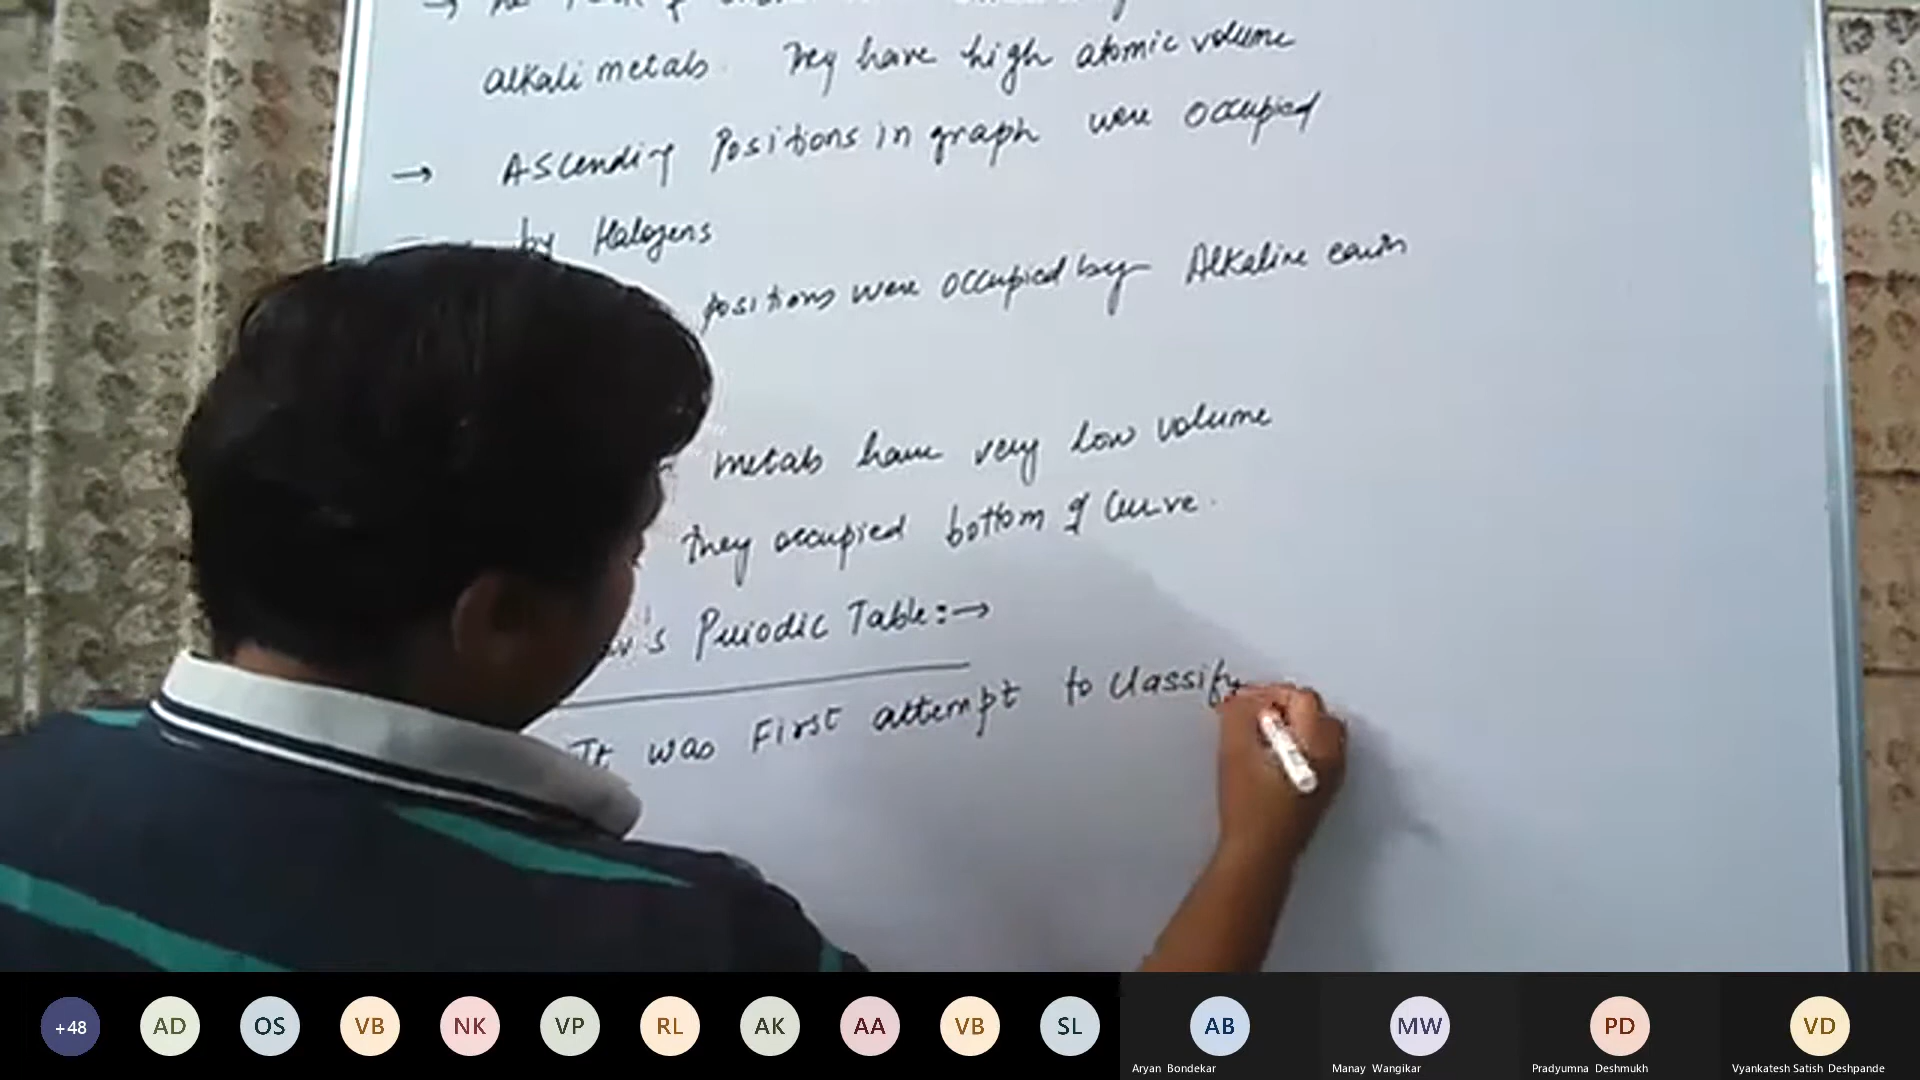 alkali metals. They have high atomic volume
→ Ascending Positions in graph were occupied
by Halogens
positions were occupied by Alkaline earth
metals have very low volume
they occupied bottom of curve.
's Periodic Table:→
It was First attempt to classify
+48 AD OS VB NK VP RL AK AA VB SL AB MW PD VD
Aryan Bondekar Manay Wangikar Pradyumna Deshmukh Vyankatesh Satish Deshpande